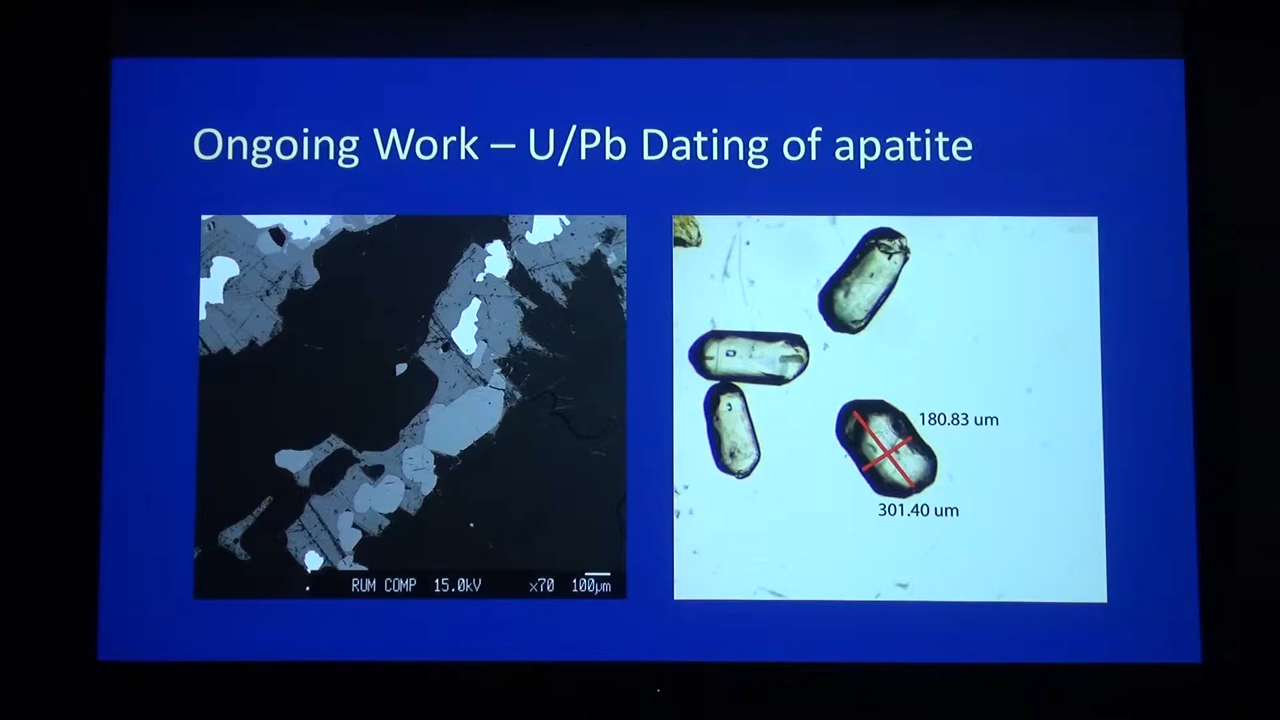 Ongoing Work – U/Pb Dating of apatite
180.83 um
301.40 um
RUM COMP 15.0kV x70 100µm